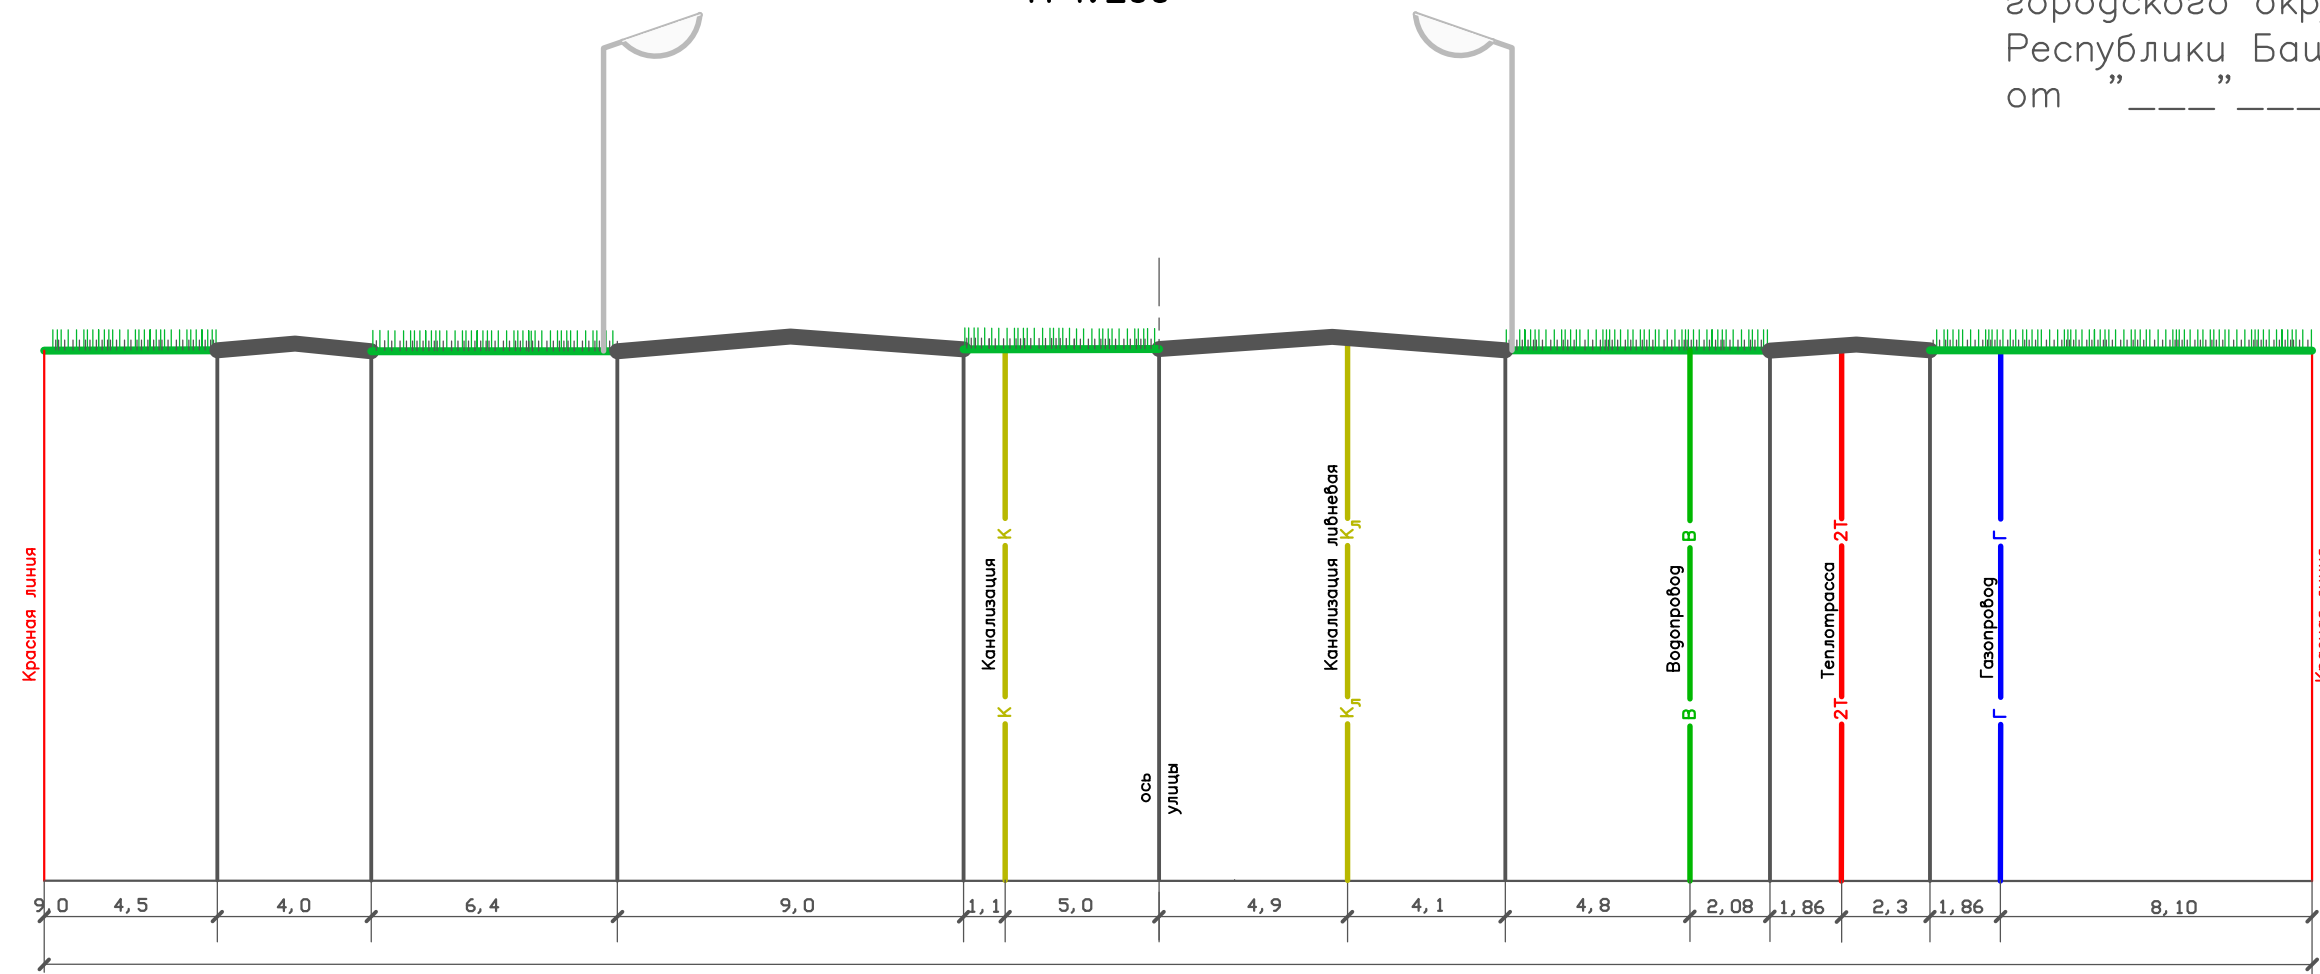 городского
Республики
от "___"___
Красная линия
Канализация
К
К
Канализация ливневая
Кл
Кл
Водопровод
В
В
Теплотрасса
2Т
2Т
Газопровод
Г
Г
ось
улицы
9,0 4,5 4,0 6,4 9,0 1,1 5,0 4,9 4,1 4,8 2,08 1,86 2,3 1,86 8,10